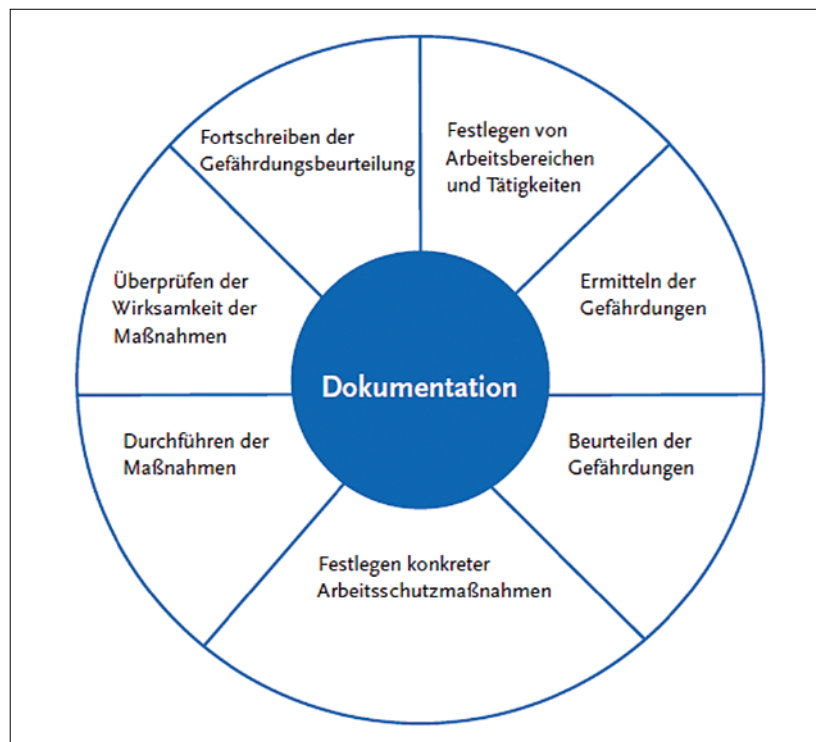 Fortschreiben der
Gefährdungsbeurteilung
Festlegen von
Arbeitsbereichen
und Tätigkeiten
Überprüfen der
Wirksamkeit der
Maßnahmen
Ermitteln der
Gefährdungen
Dokumentation
Durchführen der
Maßnahmen
Beurteilen der
Gefährdungen
Festlegen konkreter
Arbeitsschutzmaßnahmen